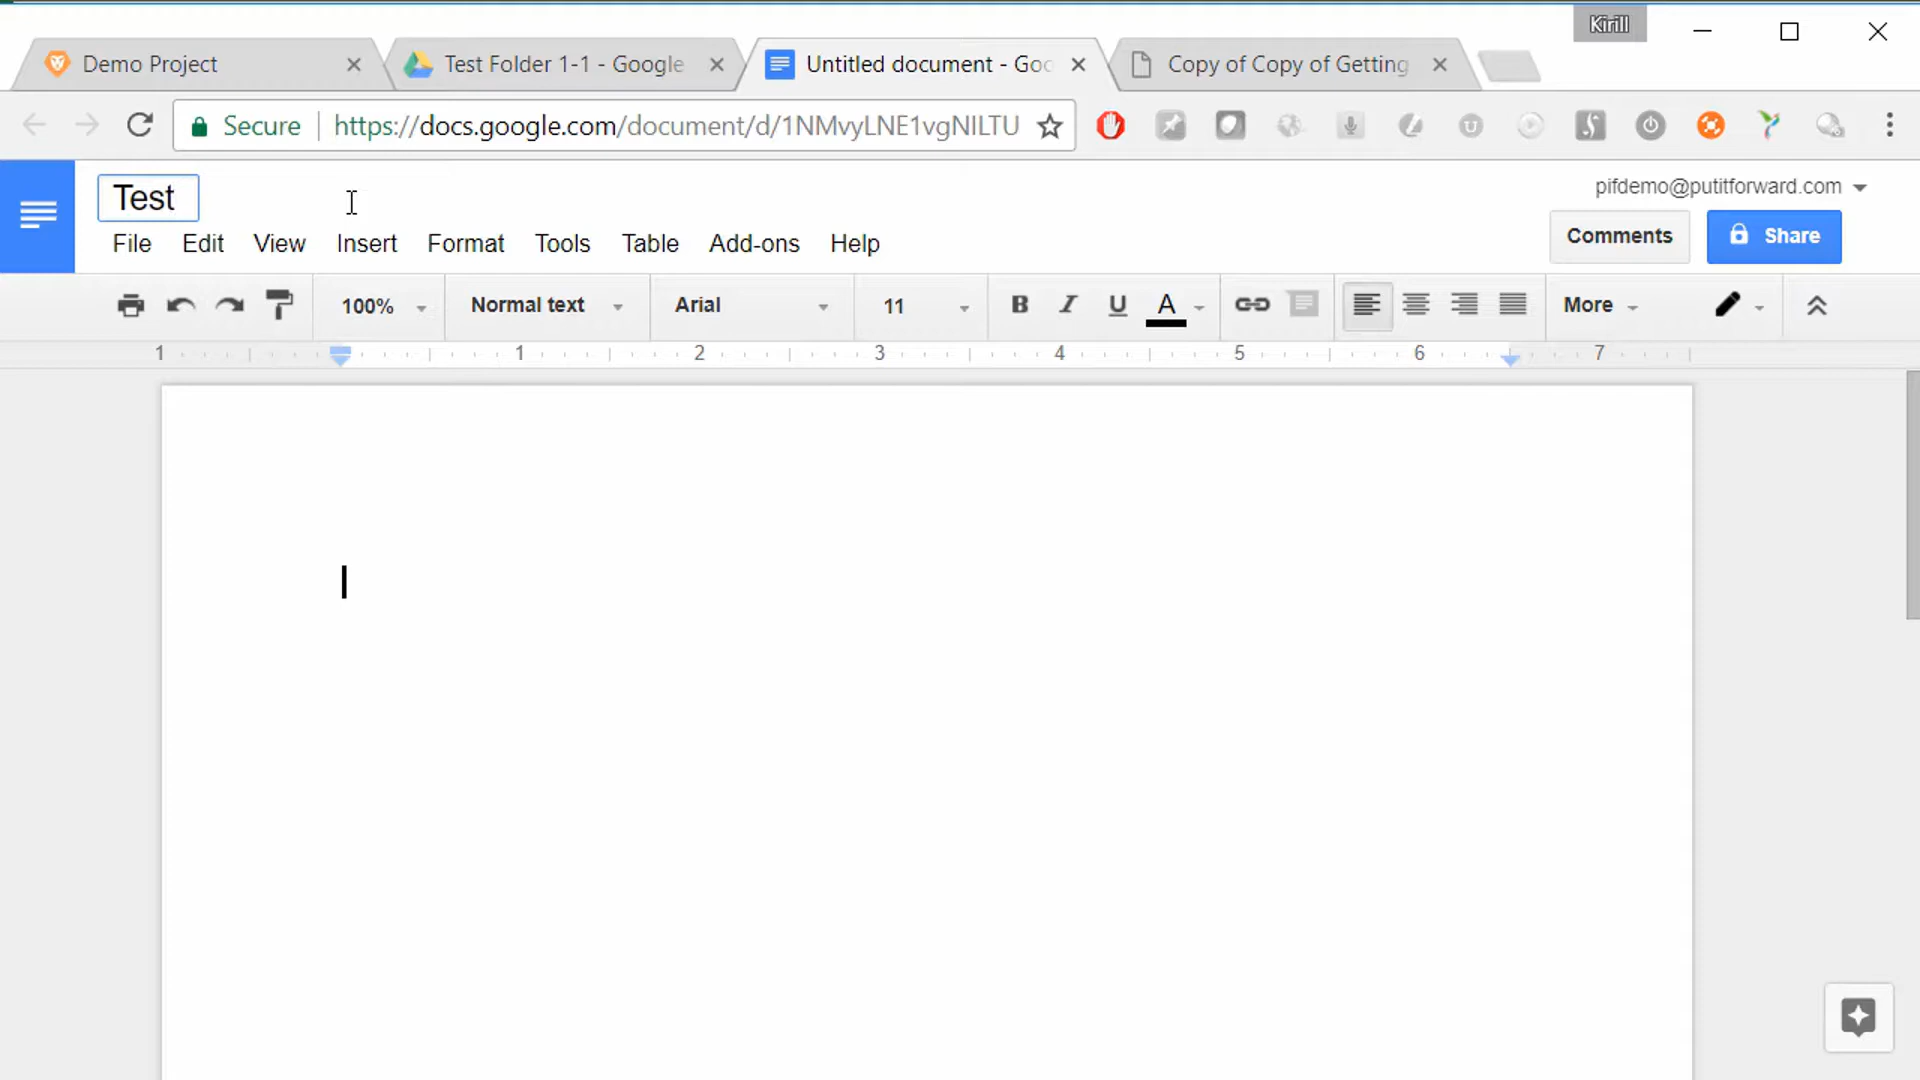 Kirill
Demo Project
Test Folder 1-1 - Google
Untitled document - Goo
Copy of Copy of Getting
Secure https://docs.google.com/document/d/1NMvyLNE1vgNILTU
Test
pifdemo@putitforward.com
File Edit View Insert Format Tools Table Add-ons Help
Comments Share
100% Normal text Arial 11 B I U A More
1 1 2 3 4 5 6 7